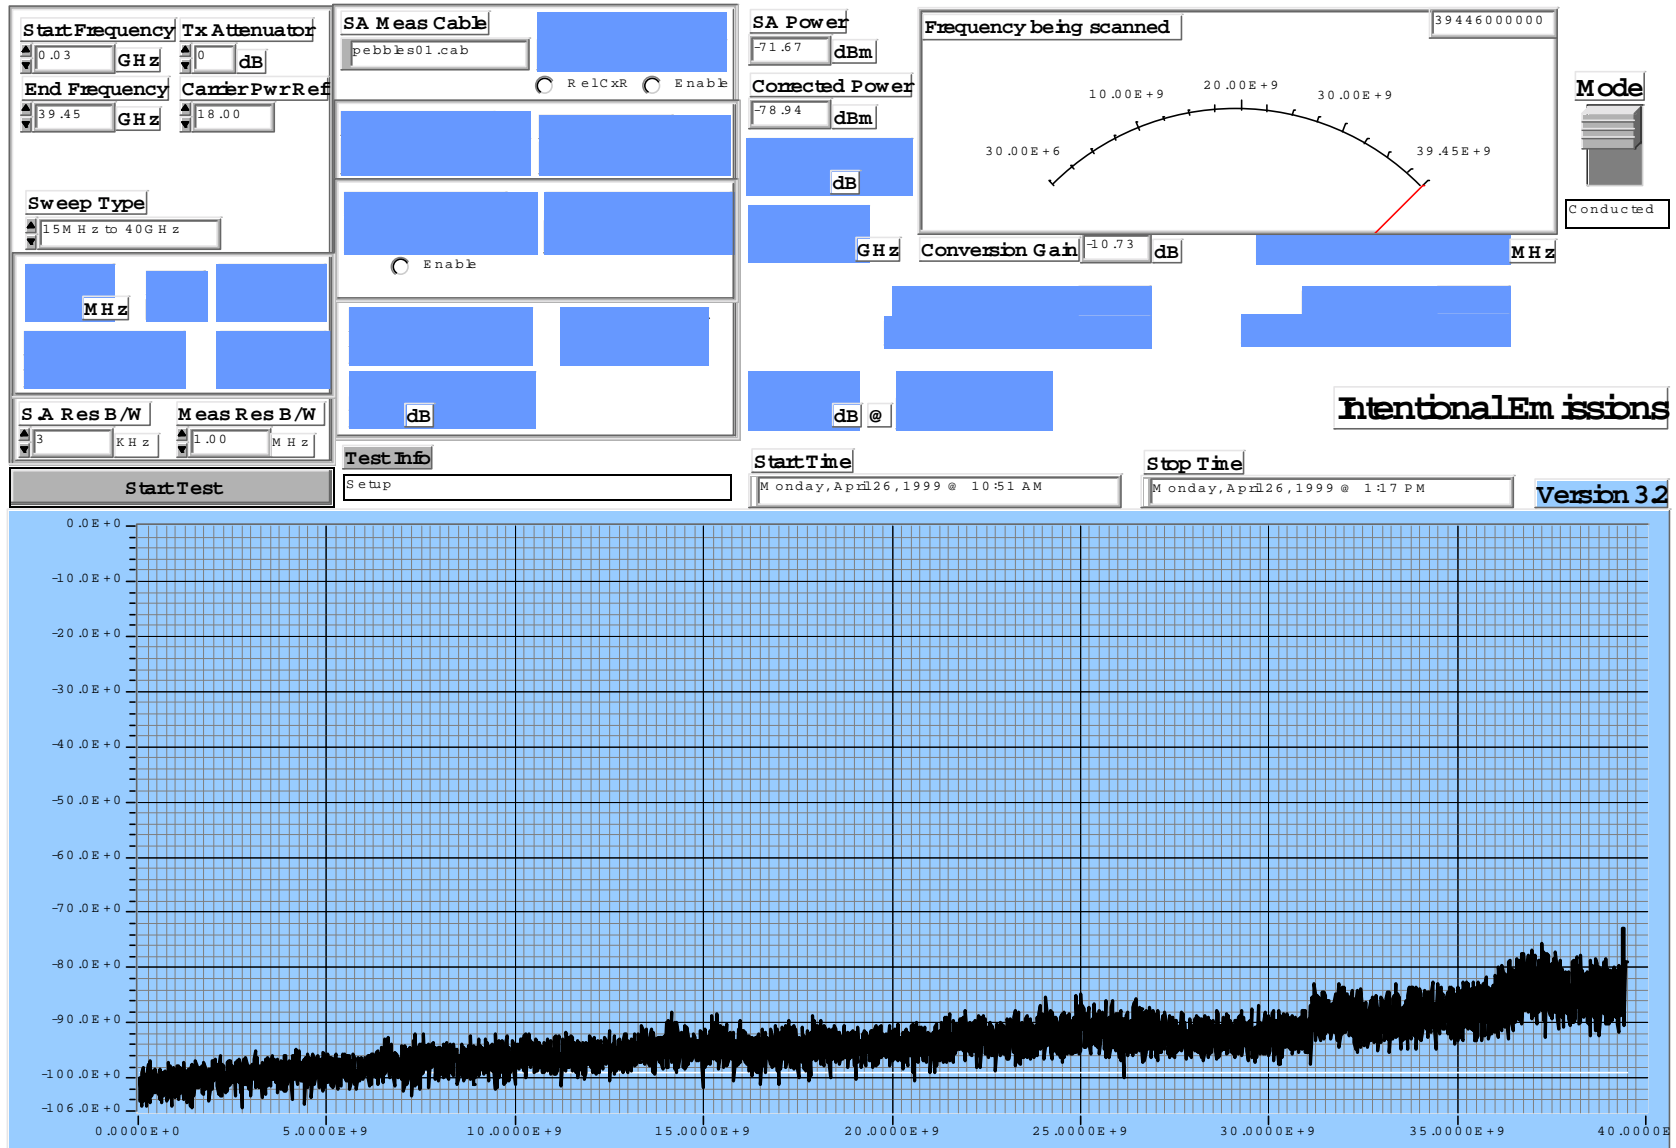 Start Frequency
0.03
GHz
Tx Attenuator
0
dB
End Frequency
39.45
GHz
Carrier Pwr Ref
18.00
Sweep Type
15MHz to 40GHz
MHz
S.A Res B/W
3
KHz
Meas Res B/W
1.00
MHz
Start Test
SA Meas Cable
pebbles01.cab
Rel Cx R
Enable
Enable
dB
Test Info
Setup
SA Power
-71.67
dBm
Corrected Power
-78.94
dBm
dB
GHz
dB @
Frequency being scanned
39446000000
30.00E+6
10.00E+9
20.00E+9
30.00E+9
39.45E+9
Conversion Gain
-10.73
dB
MHz
Mode
Conducted
Intentional Emissions
Start Time
Monday, April 26, 1999 @ 10:51 AM
Stop Time
Monday, April 26, 1999 @ 1:17 PM
Version 3.2
0.0E+0
-10.0E+0
-20.0E+0
-30.0E+0
-40.0E+0
-50.0E+0
-60.0E+0
-70.0E+0
-80.0E+0
-90.0E+0
-100.0E+0
-106.0E+0
0.0000E+0
5.0000E+9
10.0000E+9
15.0000E+9
20.0000E+9
25.0000E+9
30.0000E+9
35.0000E+9
40.0000E